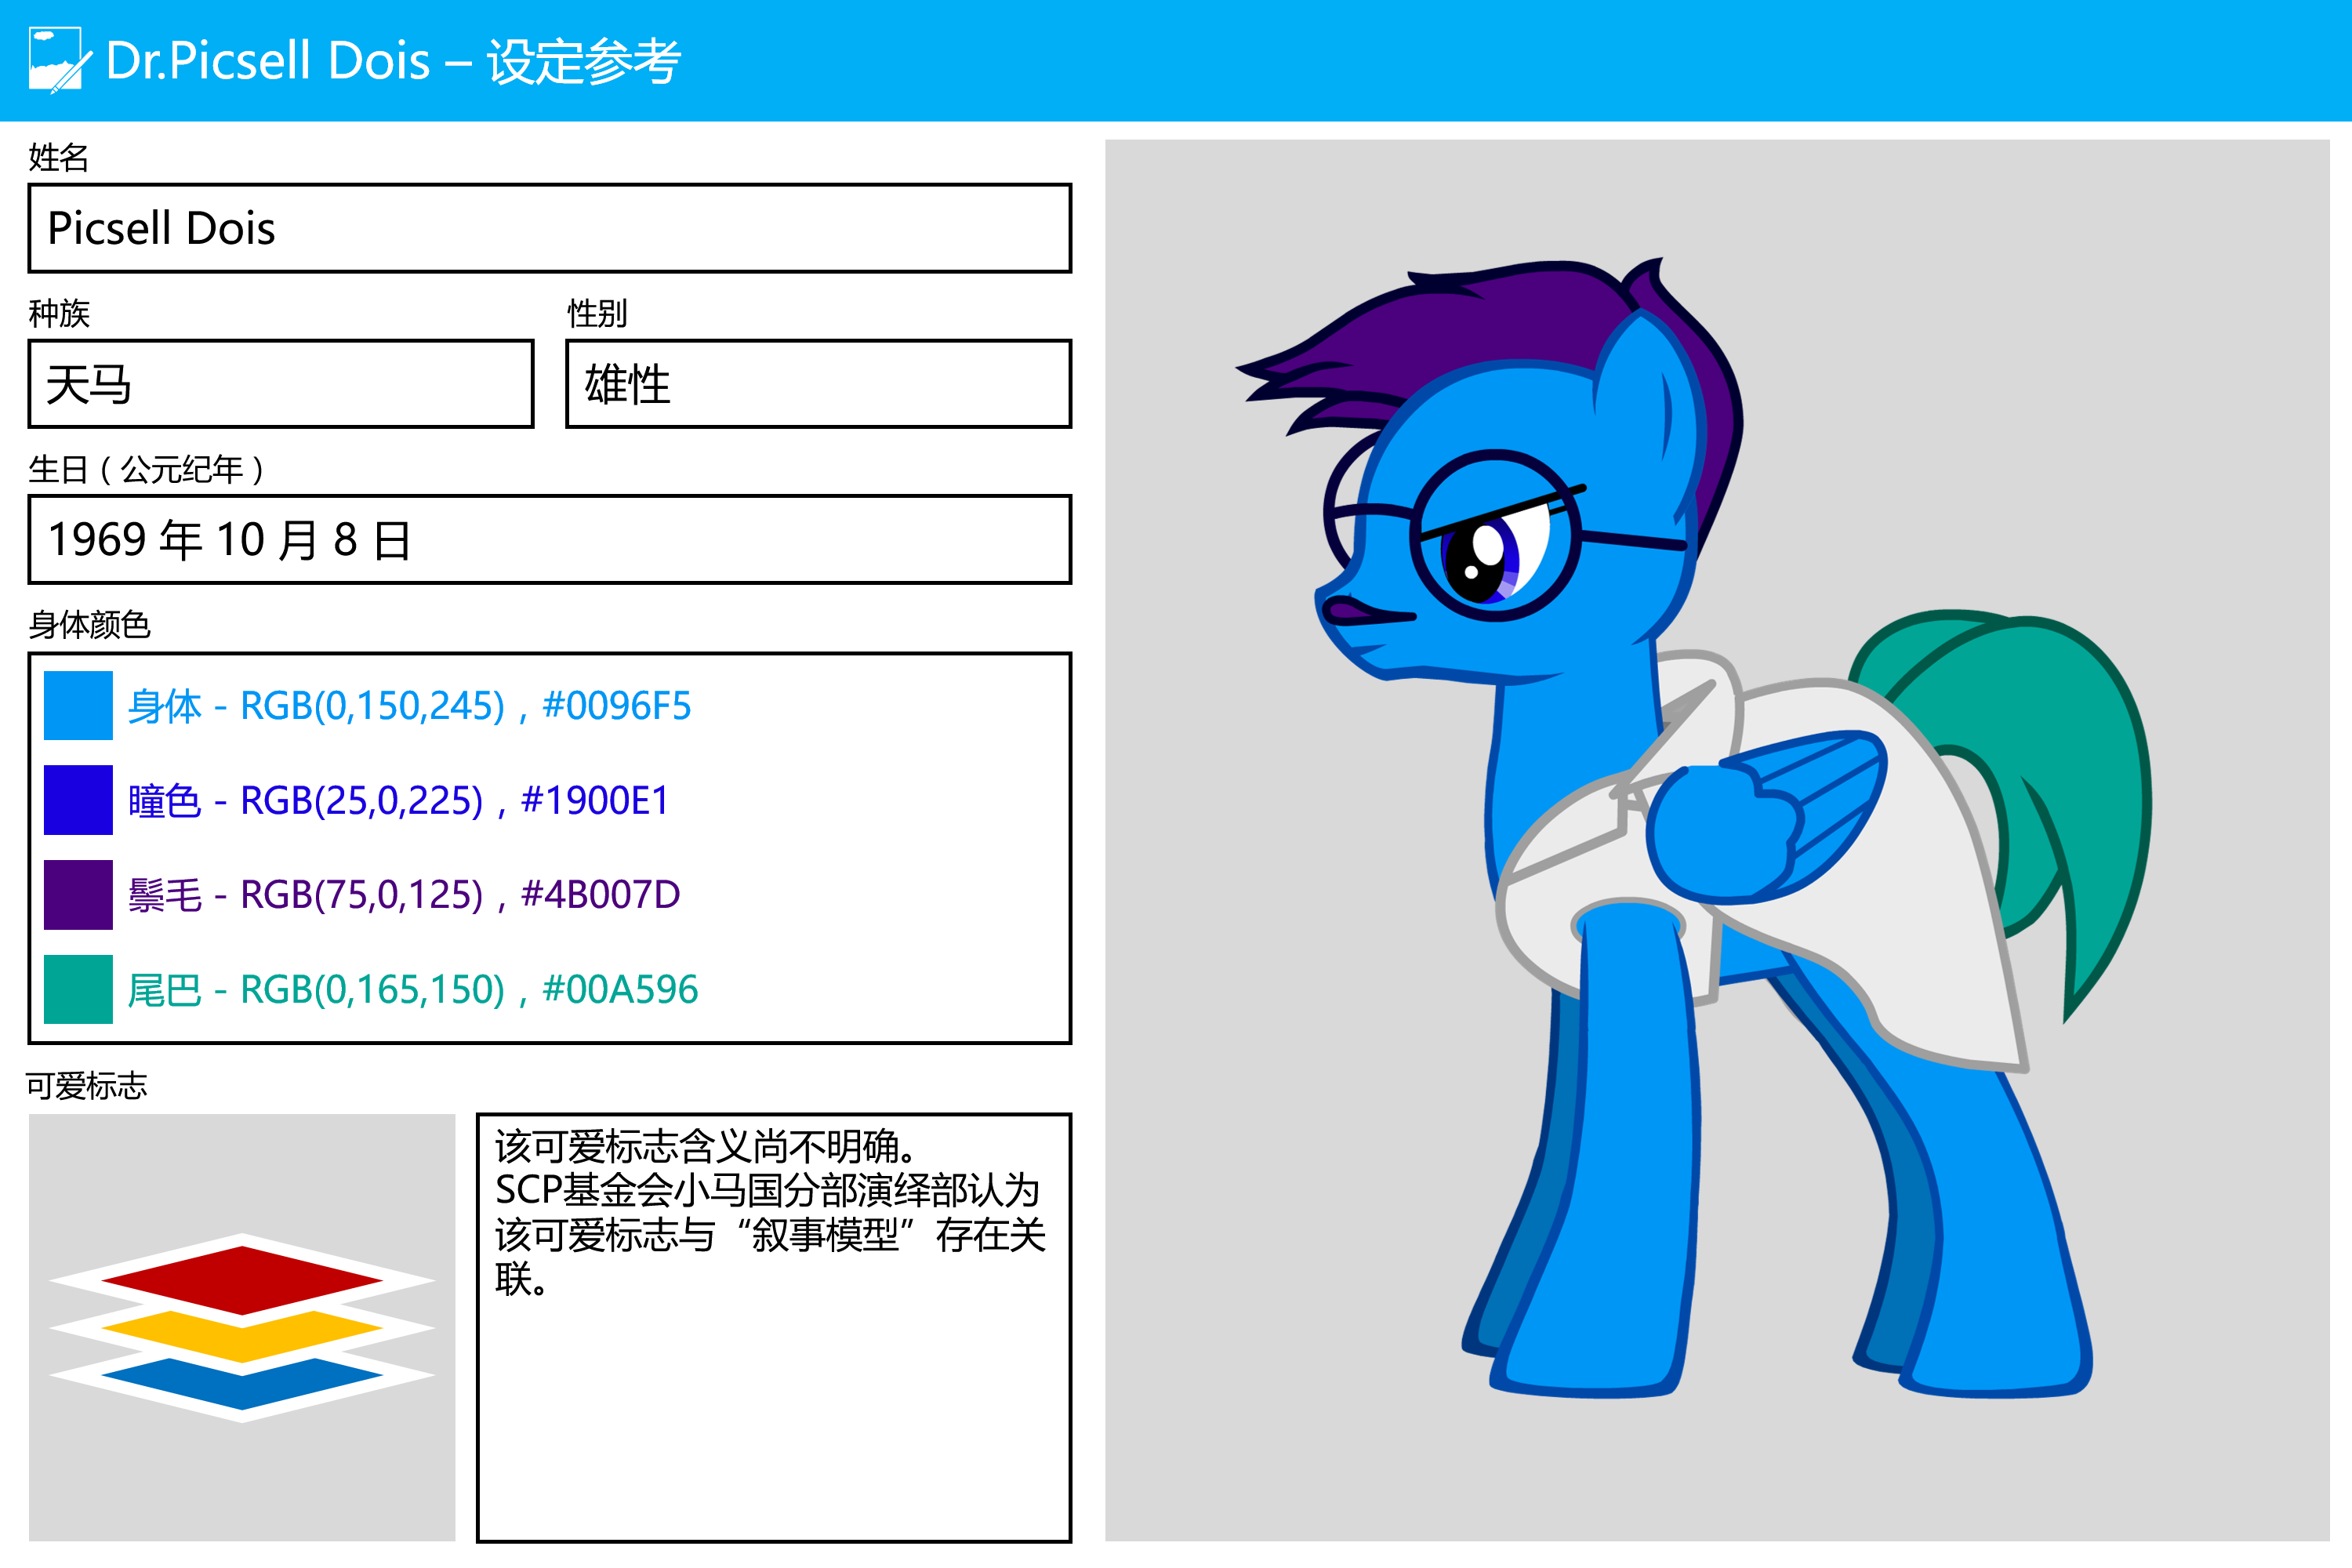 Dr.Picsell Dois – 设定参考
姓名
Picsell Dois
种族
性别
天马
雄性
生日（公元纪年）
1969 年 10 月 8 日
身体颜色
身体 - RGB(0,150,245)，#0096F5
瞳色 - RGB(25,0,225)，#1900E1
鬃毛 - RGB(75,0,125)，#4B007D
尾巴 - RGB(0,165,150)，#00A596
可爱标志
该可爱标志含义尚不明确。
SCP基金会小马国分部演绎部认为
该可爱标志与“叙事模型”存在关
联。